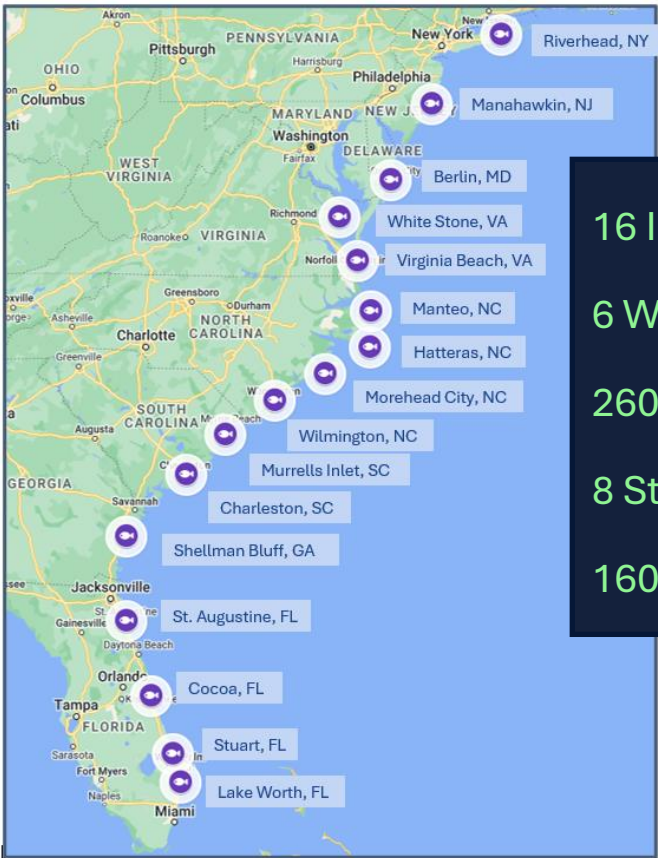 Akron
New York
PENNSYLVANIA
Pittsburgh
Riverhead, NY
OHIO
Harrisburg
Philadelphia
Columbus
Manahawkin, NJ
MARYLAND
NEW J
Washington
DELAWARE
Fairfax
WEST
VIRGINIA
Berlin, MD
Richmond
White Stone, VA
16
Roanoke
VIRGINIA
Virginia Beach, VA
Greensboro
Durham
Manteo, NC
6 W
Asheville
NORTH
CAROLINA
Charlotte
Hatteras, NC
Greenville
Morehead City, NC
260
SOUTH
CAROLINA
Beach
Augusta
Wilmington, NC
Murrells Inlet, SC
GEORGIA
8 St
Savannah
Charleston, SC
Shellman Bluff, GA
160
Jacksonville
Gainesville
St. Augustine, FL
Daytona Beach
Cocoa, FL
Tampa
FLORIDA
Stuart, FL
Sarasota
Fort Myers
Lake Worth, FL
Naples
Miami